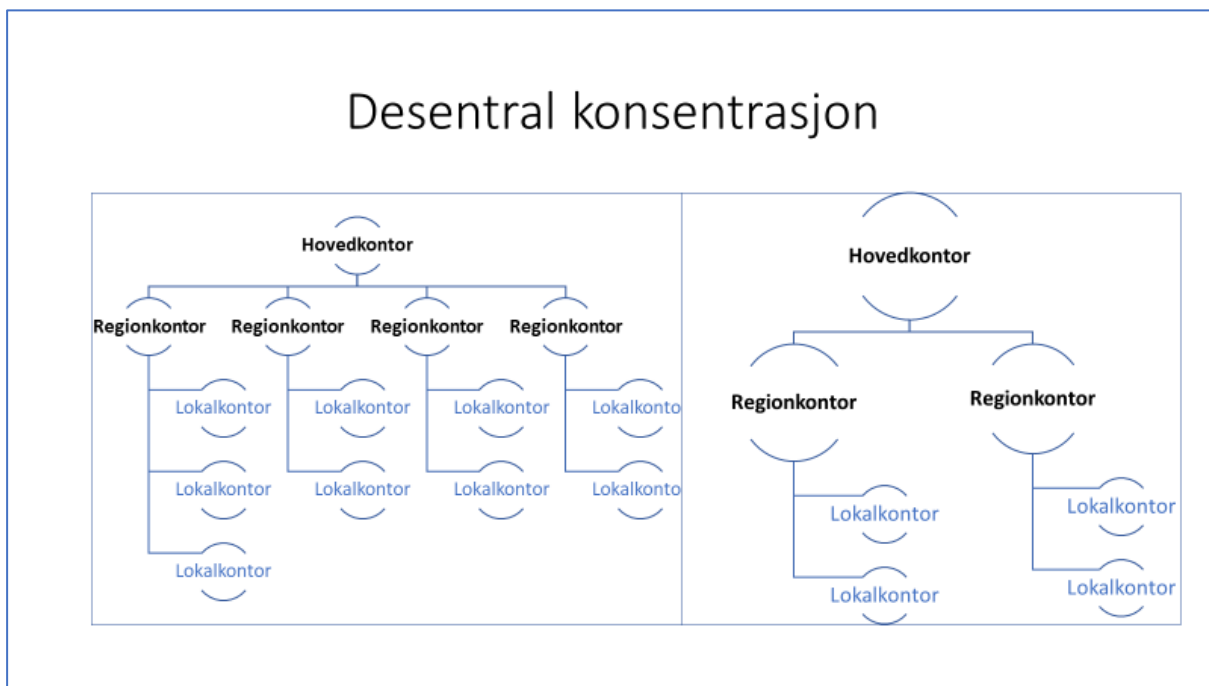 Desentral konsentrasjon
Hovedkontor
Regionkontor Regionkontor Regionkontor Regionkontor
Lokalkontor Lokalkontor Lokalkontor Lokalkonto
Lokalkontor Lokalkontor Lokalkontor Lokalkonto
Lokalkontor
Hovedkontor
Regionkontor Regionkontor
Lokalkontor Lokalkontor
Lokalkontor Lokalkontor